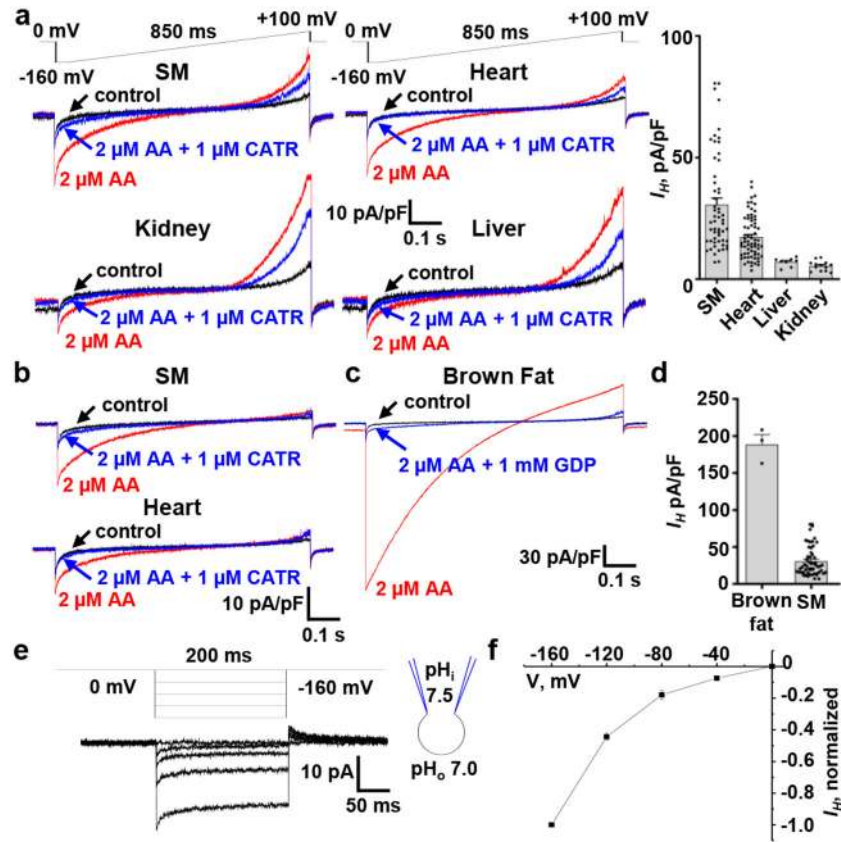 a
0 mV
850 ms
+100 mV
-160 mV
SM
control
2 µM AA + 1 µM CATR
2 µM AA
0 mV
850 ms
+100 mV
-160 mV
Heart
control
2 µM AA + 1 µM CATR
2 µM AA
Kidney
control
2 µM AA + 1 µM CATR
2 µM AA
10 pA/pF
0.1 s
Liver
control
2 µM AA + 1 µM CATR
2 µM AA
I_H, pA/pF
100
50
0
SM
Heart
Liver
Kidney
b
SM
control
2 µM AA + 1 µM CATR
2 µM AA
Heart
control
2 µM AA + 1 µM CATR
2 µM AA
10 pA/pF
0.1 s
c
Brown Fat
control
2 µM AA + 1 mM GDP
30 pA/pF
0.1 s
2 µM AA
d
I_H pA/pF
250
200
150
100
50
0
Brown
fat
SM
e
200 ms
0 mV
-160 mV
10 pA
50 ms
pH_i
7.5
pH_o 7.0
f
-160
-120
-80
-40
V, mV
0
-0.2
-0.4
-0.6
-0.8
-1.0
I_H, normalized